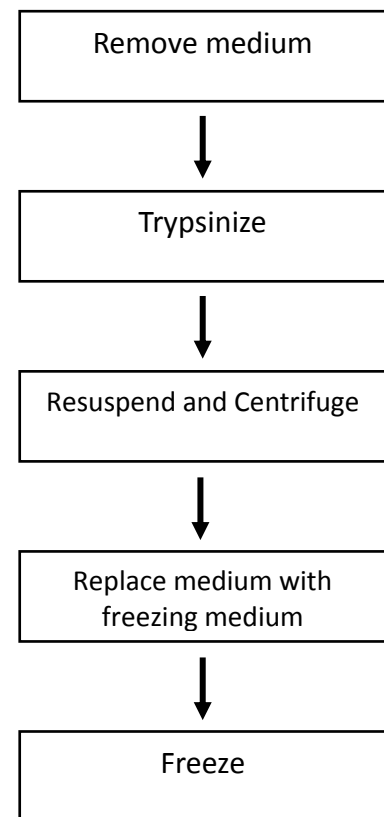 Remove medium
Trypsinize
Resuspend and Centrifuge
Replace medium with
freezing medium
Freeze